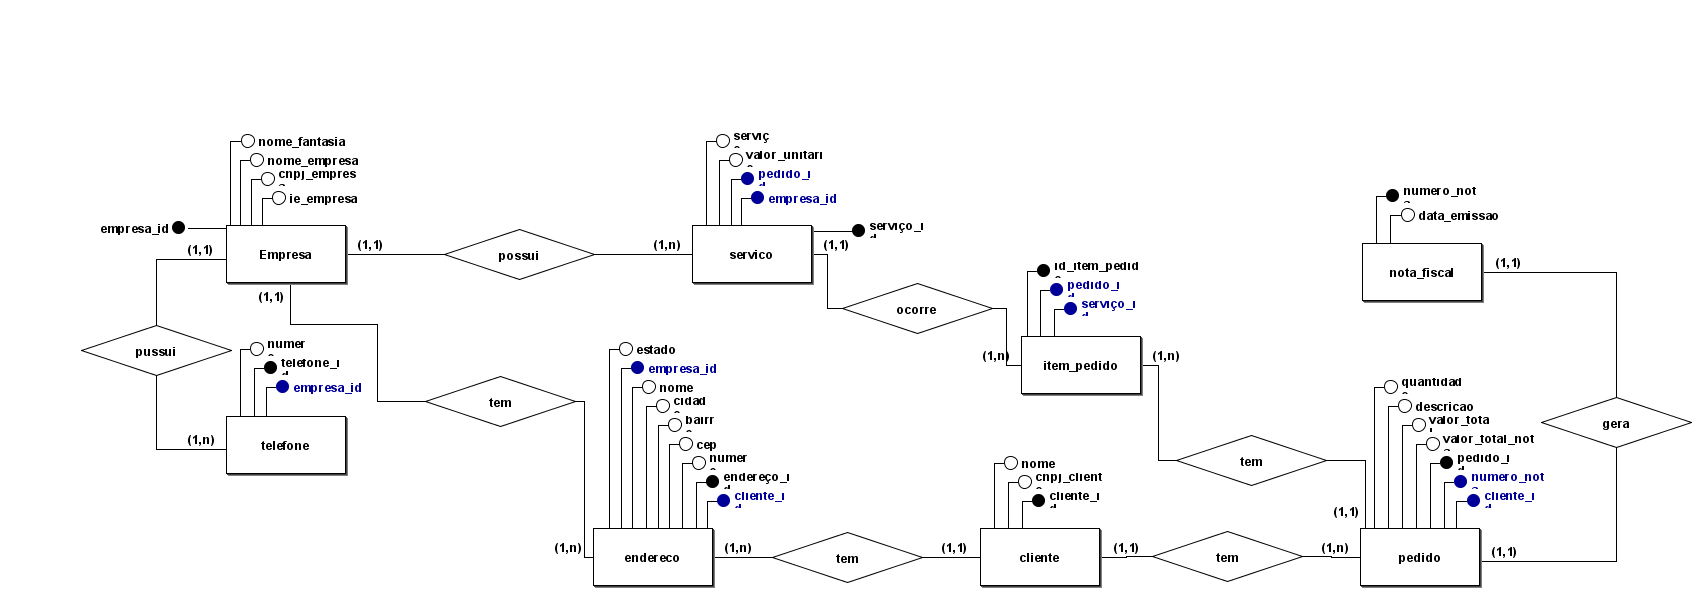 nome_fantasia
nome_empresa
cnpj_empres
ie_empresa
empresa_id
(1,1)
Empresa
(1,1)
(1,1)
possui
(1,n)
serviç
valor_unitari
pedido_i
d
empresa_id
serviço_i
d
servico
(1,1)
ocorre
id_item_pedid
pedido_i
d
serviço_i
d
(1,n)
item_pedido
(1,n)
numero_not
data_emissao
nota_fiscal
(1,1)
pussui
numer
telefone_i
d
empresa_id
(1,n)
telefone
tem
estado
empresa_id
nome
cidad
bairr
cep
numer
endereço_i
d
cliente_i
d
(1,n)
endereco
(1,n)
tem
nome
cnpj_client
cliente_i
d
(1,1)
cliente
(1,1)
tem
(1,n)
tem
quantidad
descricao
valor_tota
l
valor_total_not
pedido_i
d
numero_not
cliente_i
d
(1,1)
pedido
(1,1)
gera